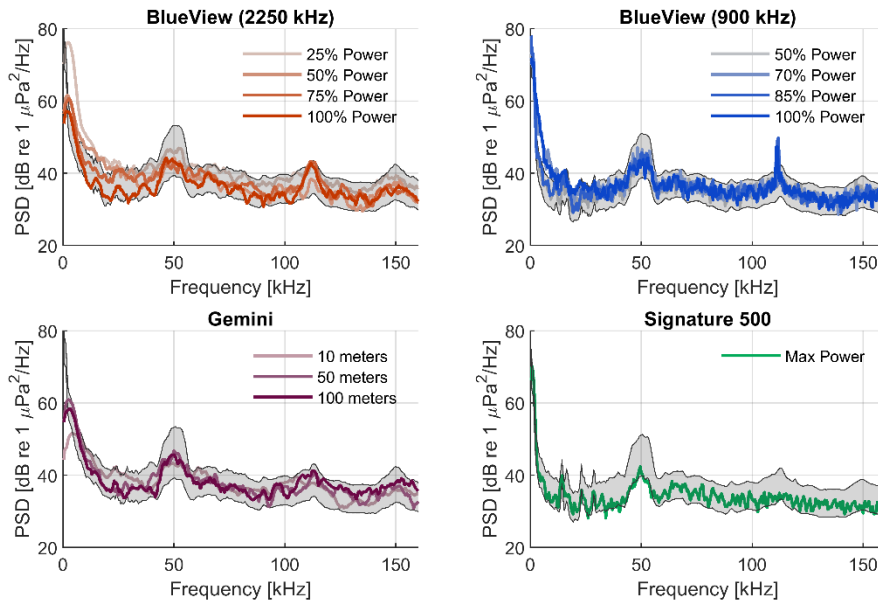 BlueView (2250 kHz)
80
60
40
20
PSD [dB re 1 μPa²/Hz]
25% Power
50% Power
75% Power
100% Power
0
50
100
150
Frequency [kHz]
BlueView (900 kHz)
80
60
40
20
PSD [dB re 1 μPa²/Hz]
50% Power
70% Power
85% Power
100% Power
0
50
100
150
Frequency [kHz]
Gemini
80
60
40
20
PSD [dB re 1 μPa²/Hz]
10 meters
50 meters
100 meters
0
50
100
150
Frequency [kHz]
Signature 500
80
60
40
20
PSD [dB re 1 μPa²/Hz]
Max Power
0
50
100
150
Frequency [kHz]